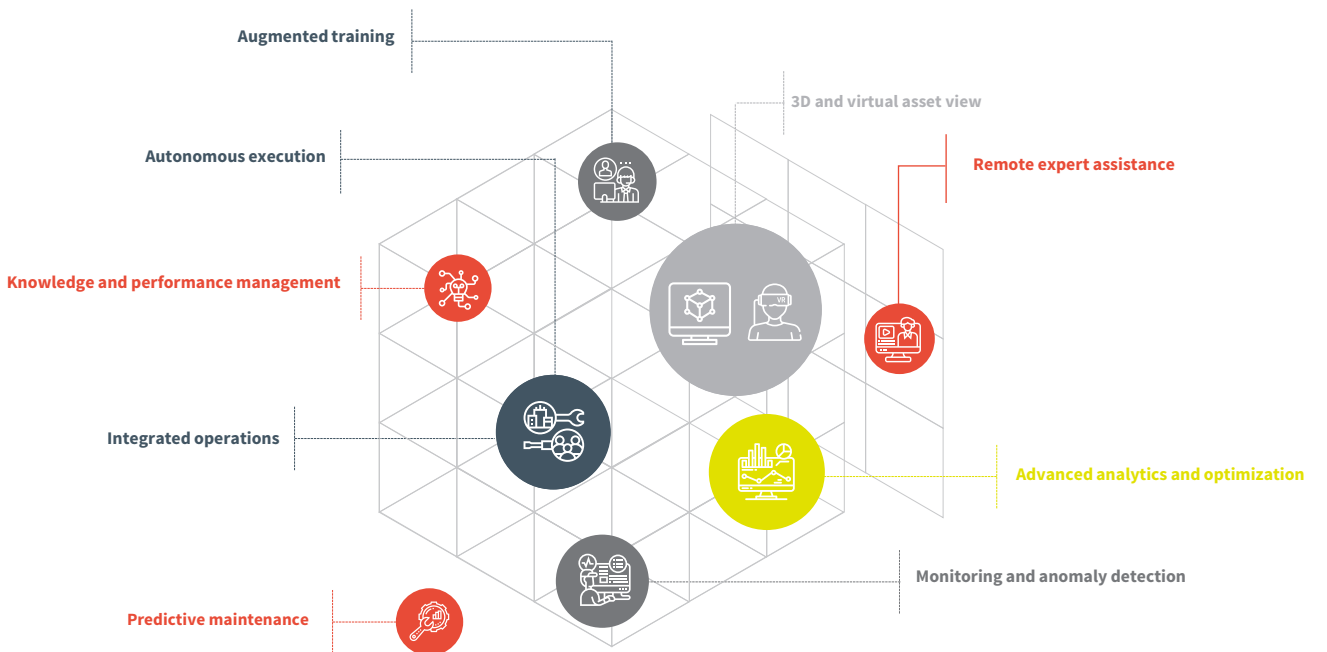 Augmented training
3D and virtual asset view
Autonomous execution
Remote expert assistance
Knowledge and performance management
VR
Integrated operations
Advanced analytics and optimization
Monitoring and anomaly detection
Predictive maintenance